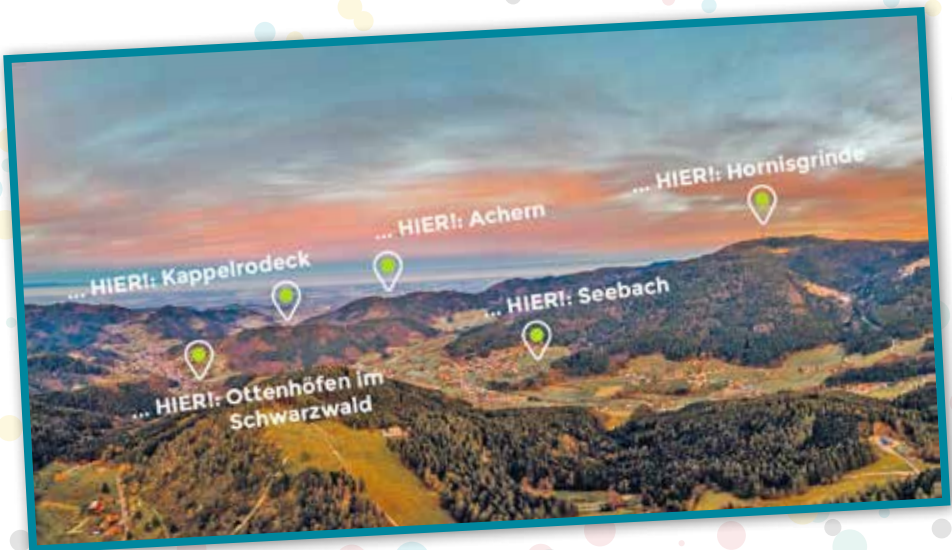 ... HIER!: Hornisgrinde
... HIER!: Achern
... HIER!: Kappelrodeck
... HIER!: Seebach
... HIER!: Ottenhöfen im
Schwarzwald